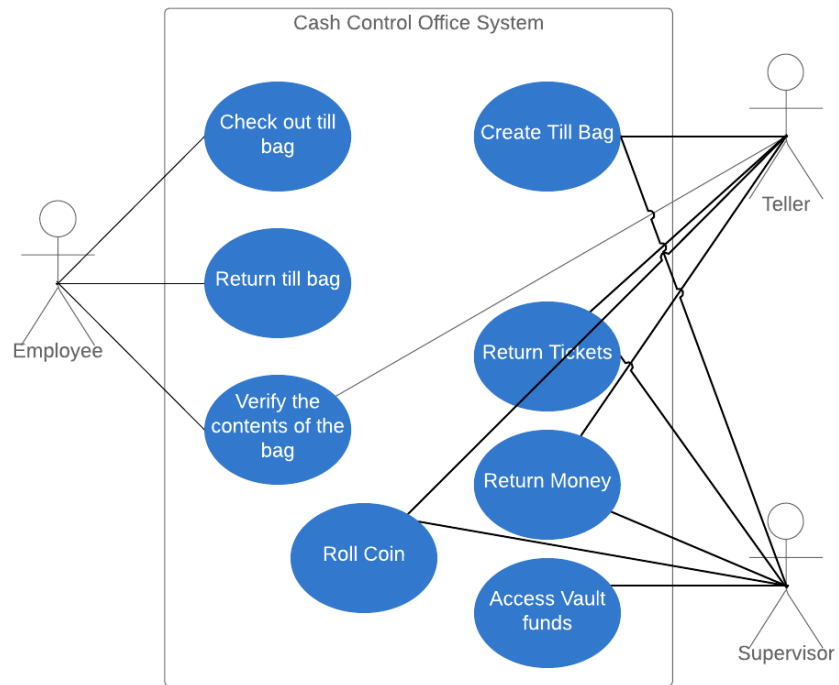 Cash Control Office System
Check out till
bag
Create Till Bag
Teller
Return till bag
Employee
Return Tickets
Verify the
contents of the
bag
Return Money
Roll Coin
Access Vault
funds
Supervisor